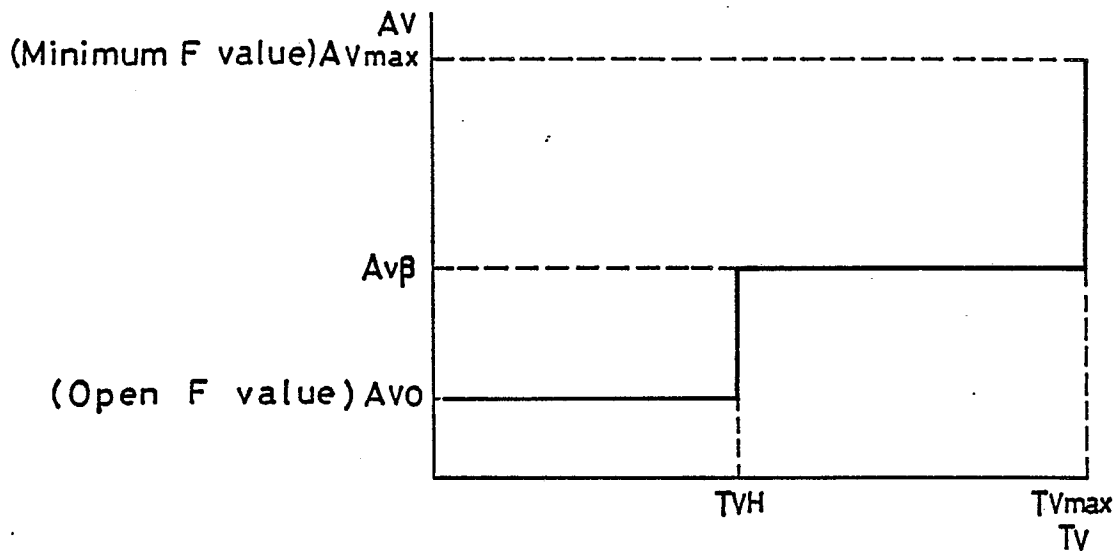 AV
(Minimum F value) AVmax
Avβ
(Open F value) AVO
TVH
TVmax
TV